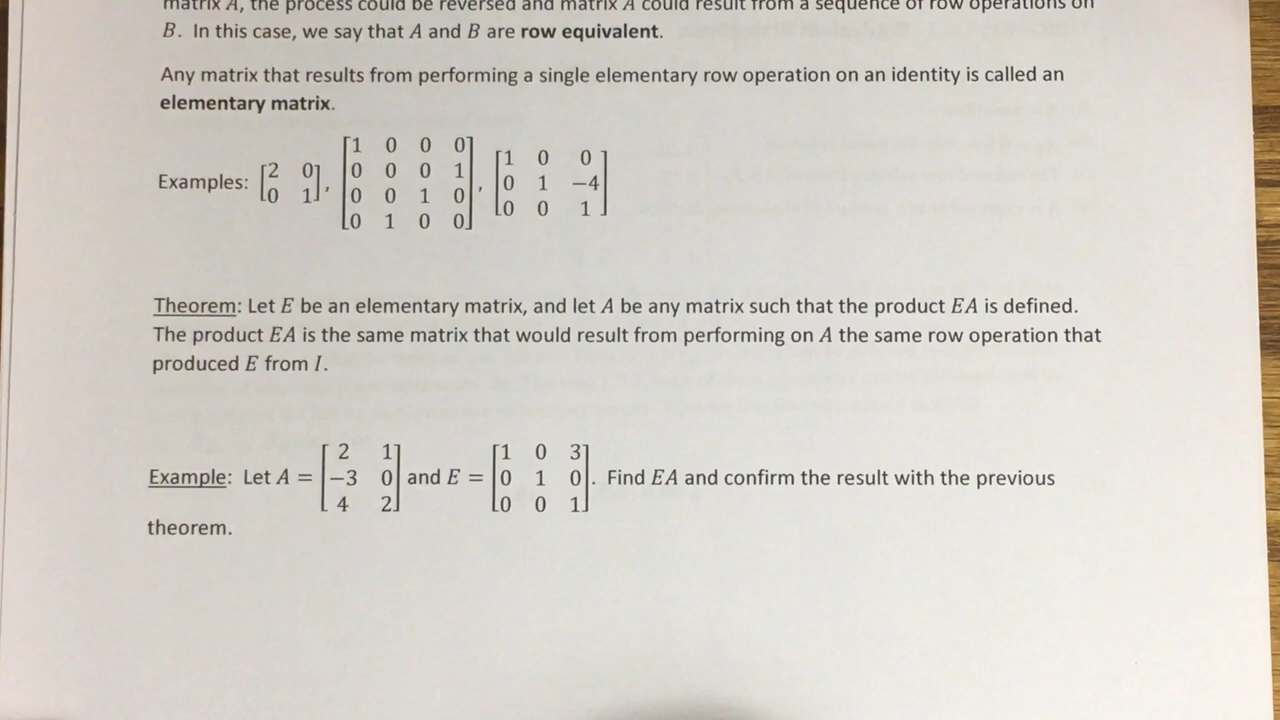 matrix A, the process could be reversed and matrix A could result from a sequence of row operations on
B. In this case, we say that A and B are row equivalent.
Any matrix that results from performing a single elementary row operation on an identity is called an
elementary matrix.
Examples: [2 0; 0 1], [1 0 0 0; 0 0 0 1; 0 0 1 0; 0 1 0 0], [1 0 0; 0 1 −4; 0 0 1]
Theorem: Let E be an elementary matrix, and let A be any matrix such that the product EA is defined.
The product EA is the same matrix that would result from performing on A the same row operation that
produced E from I.
Example: Let A = [2 1; −3 0; 4 2] and E = [1 0 3; 0 1 0; 0 0 1]. Find EA and confirm the result with the previous
theorem.